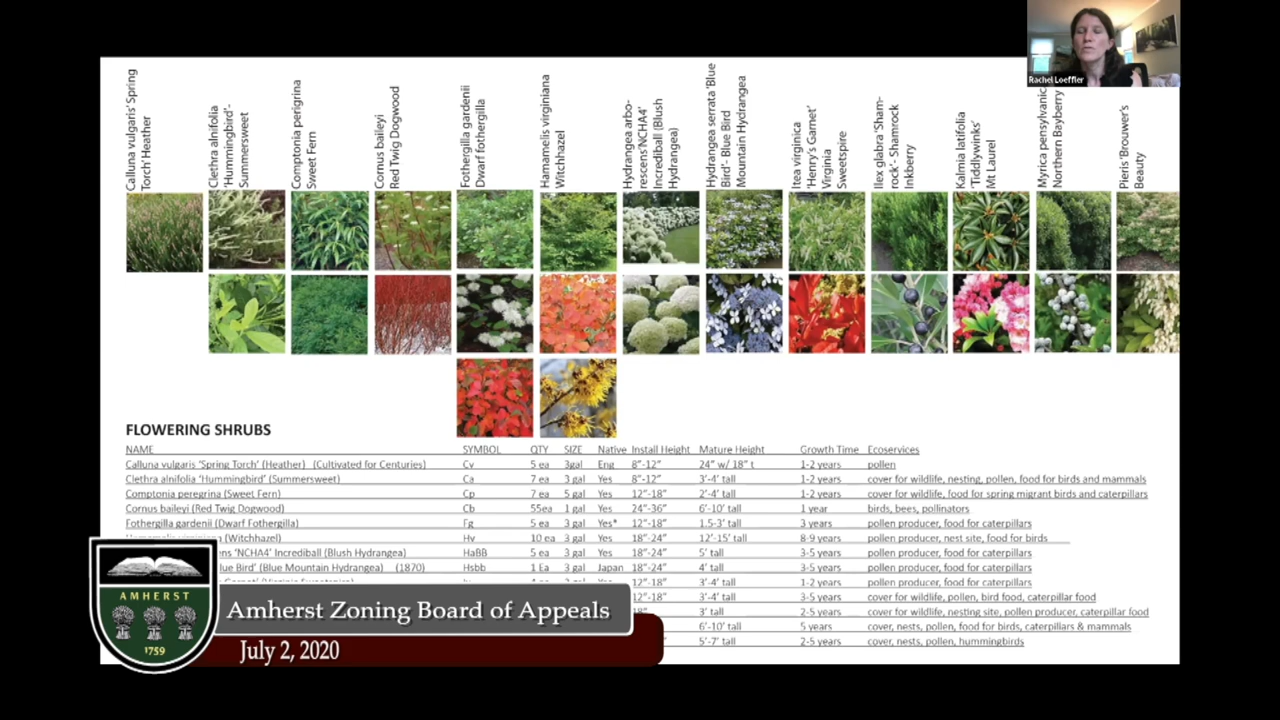 Rachel Loeffler
Calluna vulgaris' Spring
Torch' Heather
Clethra alnifolia
'Hummingbird'-
Summersweet
Comptonia perigrina
Sweet Fern
Cornus baileyi
Red Twig Dogwood
Fothergilla gardenii
Dwarf fothergilla
Hamamelis virginiana
Witchhazel
Hydrangea arbo-
rescens'NCHA4'
Incrediball (Blush
Hydrangea)
Hydrangea serrata 'Blue
Bird'- Blue Bird
Mountain Hydrangea
Itea virginica
'Henry's Garnet'
Virginia
Sweetspire
Ilex glabra 'Sham-
rock'- Shamrock
Inkberry
Kalmia latifolia
'Tiddlywinks'
Mt Laurel
Myrica pensylvanica
Northern Bayberry
Pieris 'Brouwer's
Beauty
FLOWERING SHRUBS
NAME SYMBOL QTY SIZE Native Install Height Mature Height Growth Time Ecoservices
Calluna vulgaris 'Spring Torch' (Heather) (Cultivated for Centuries) Cv 5 ea 3gal Eng 8"-12" 24" w/ 18" t 1-2 years pollen
Clethra alnifolia 'Hummingbird' (Summersweet) Ca 7 ea 3 gal Yes 8"-12" 3'-4' tall 1-2 years cover for wildlife, nesting, pollen, food for birds and mammals
Comptonia peregrina (Sweet Fern) Cp 7 ea 5 gal Yes 12"-18" 2'-4' tall 1-2 years cover for wildlife, food for spring migrant birds and caterpillars
Cornus baileyi (Red Twig Dogwood) Cb 55ea 1 gal Yes 24"-36" 6'-10' tall 1 year birds, bees, pollinators
Fothergilla gardenii (Dwarf Fothergilla) Fg 5 ea 3 gal Yes* 12"-18" 1.5-3' tall 3 years pollen producer, food for caterpillars
(Witchhazel) Hv 10 ea 3 gal Yes 18"-24" 12'-15' tall 8-9 years pollen producer, nest site, food for birds
'NCHA4' Incrediball (Blush Hydrangea) HaBB 5 ea 3 gal Yes 18"-24" 5' tall 3-5 years pollen producer, food for caterpillars
Bird' (Blue Mountain Hydrangea) (1870) Hsbb 1 Ea 3 gal Japan 18"-24" 4' tall 3-5 years pollen producer, food for caterpillars
12"-18" 3'-4' tall 1-2 years pollen producer, food for caterpillars
12"-18" 3'-4' tall 3-5 years cover for wildlife, pollen, bird food, caterpillar food
3' tall 2-5 years cover for wildlife, nesting site, pollen producer, caterpillar food
6'-10' tall 5 years cover, nests, pollen, food for birds, caterpillars & mammals
5'-7' tall 2-5 years cover, nests, pollen, hummingbirds
AMHERST
1759
Amherst Zoning Board of Appeals
July 2, 2020